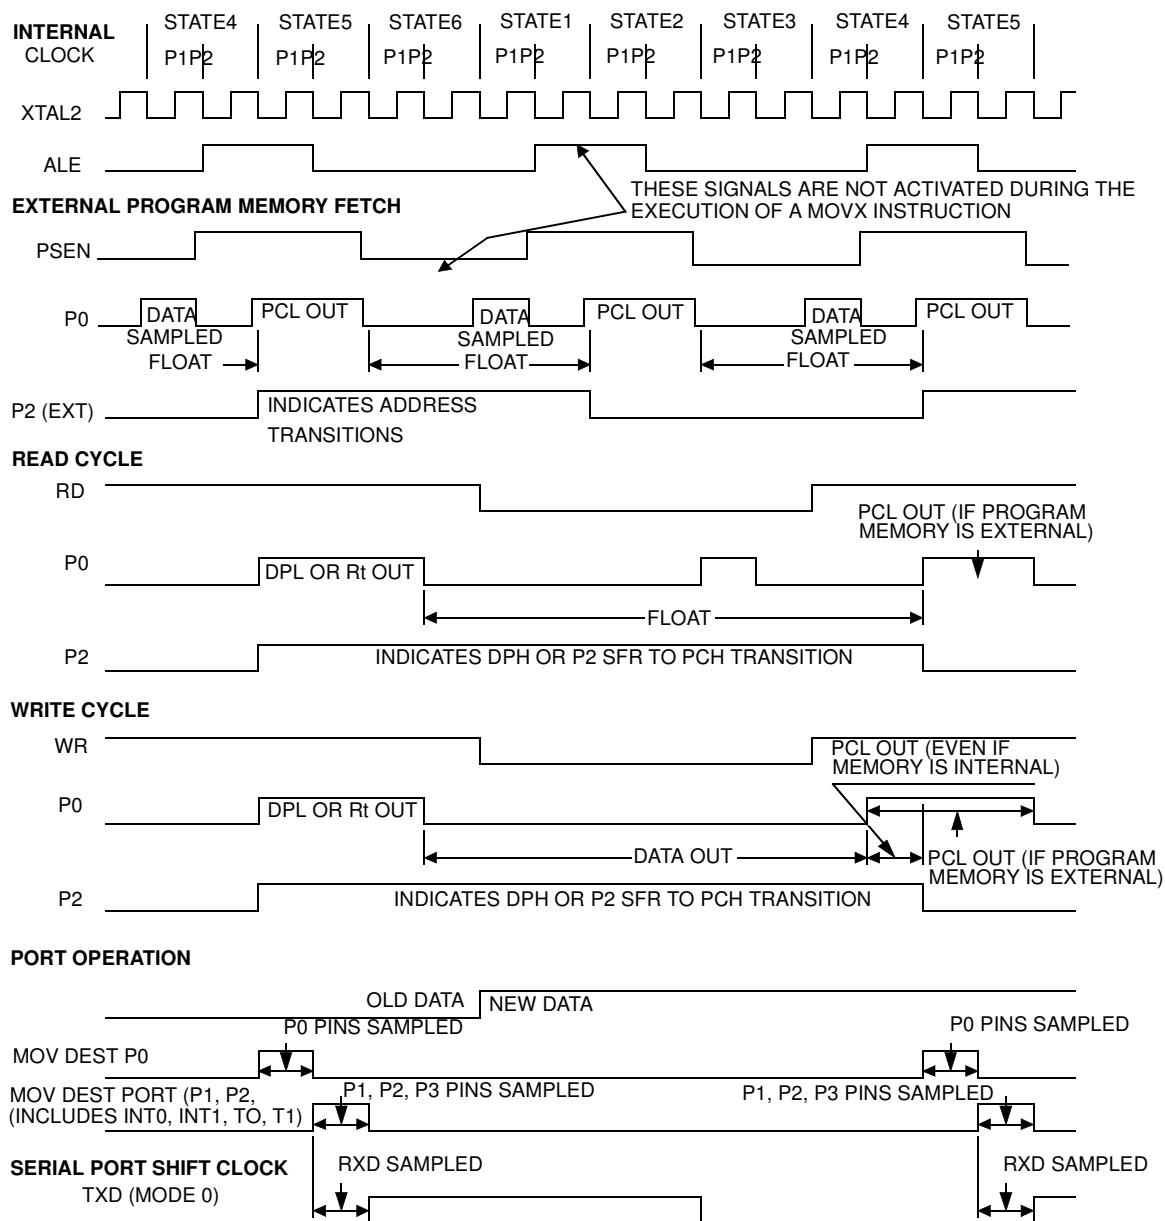 INTERNAL
CLOCK
STATE4 STATE5 STATE6 STATE1 STATE2 STATE3 STATE4 STATE5
P1P2 P1P2 P1P2 P1P2 P1P2 P1P2 P1P2 P1P2
XTAL2
ALE
THESE SIGNALS ARE NOT ACTIVATED DURING THE
EXECUTION OF A MOVX INSTRUCTION
EXTERNAL PROGRAM MEMORY FETCH
PSEN
P0 DATA PCL OUT DATA PCL OUT DATA PCL OUT
SAMPLED SAMPLED SAMPLED
FLOAT FLOAT FLOAT
P2 (EXT) INDICATES ADDRESS
TRANSITIONS
READ CYCLE
RD
PCL OUT (IF PROGRAM
MEMORY IS EXTERNAL)
P0 DPL OR Rt OUT
FLOAT
P2 INDICATES DPH OR P2 SFR TO PCH TRANSITION
WRITE CYCLE
WR
PCL OUT (EVEN IF
MEMORY IS INTERNAL)
P0 DPL OR Rt OUT
DATA OUT
PCL OUT (IF PROGRAM
MEMORY IS EXTERNAL)
P2 INDICATES DPH OR P2 SFR TO PCH TRANSITION
PORT OPERATION
OLD DATA NEW DATA
P0 PINS SAMPLED P0 PINS SAMPLED
MOV DEST P0
MOV DEST PORT (P1, P2,
(INCLUDES INT0, INT1, TO, T1)
P1, P2, P3 PINS SAMPLED P1, P2, P3 PINS SAMPLED
SERIAL PORT SHIFT CLOCK
TXD (MODE 0)
RXD SAMPLED RXD SAMPLED